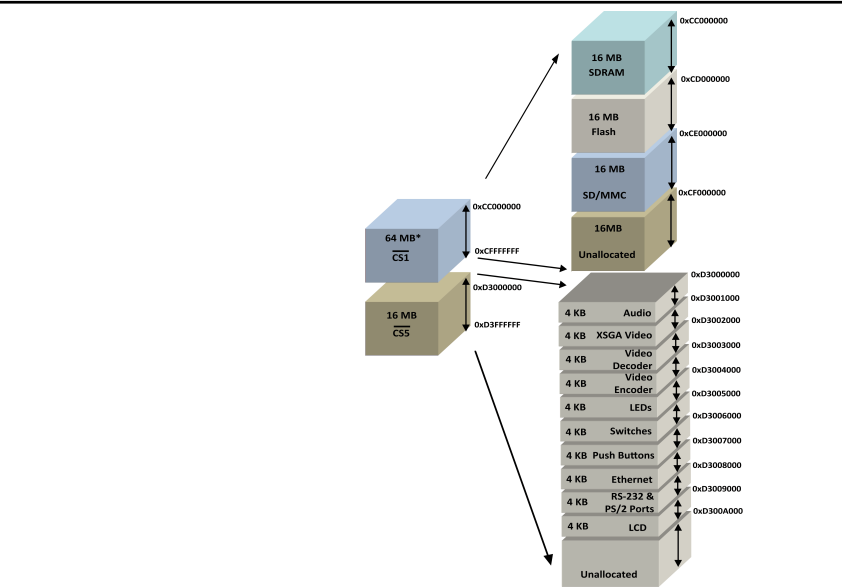 0xCC000000
16 MB
SDRAM
0xCD000000
16 MB
Flash
0xCE000000
16 MB
SD/MMC
0xCF000000
16MB
Unallocated
0xCC000000
64 MB*
CS1
0xCFFFFFFF
0xD3000000
16 MB
CS5
0xD3FFFFFF
0xD3000000
0xD3001000
4 KB Audio
0xD3002000
4 KB XSGA Video
0xD3003000
4 KB Video
Decoder
0xD3004000
4 KB Video
Encoder
0xD3005000
4 KB LEDs
0xD3006000
4 KB Switches
0xD3007000
4 KB Push Buttons
0xD3008000
4 KB Ethernet
0xD3009000
4 KB RS-232 &
PS/2 Ports
0xD300A000
4 KB LCD
Unallocated